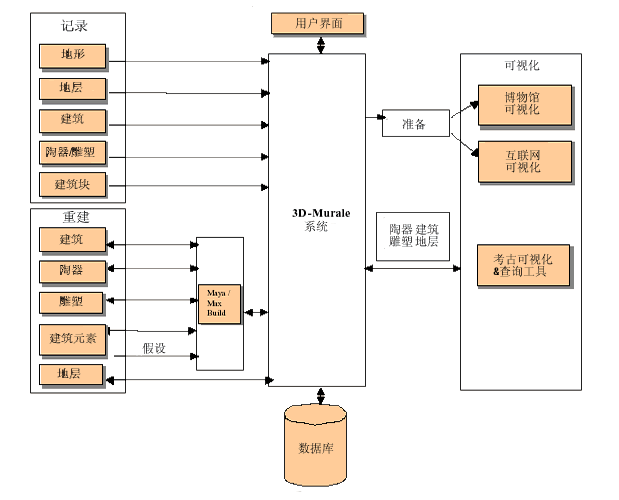 用户界面
记录
地形
地层
建筑
陶器/雕塑
建筑块
重建
建筑
陶器
雕塑
建筑元素
假设
地层
Maya /
Max
Build
3D-Murale
系统
数据库
准备
陶器 建筑
雕塑 地层
可视化
博物馆
可视化
互联网
可视化
考古可视化
&查询工具